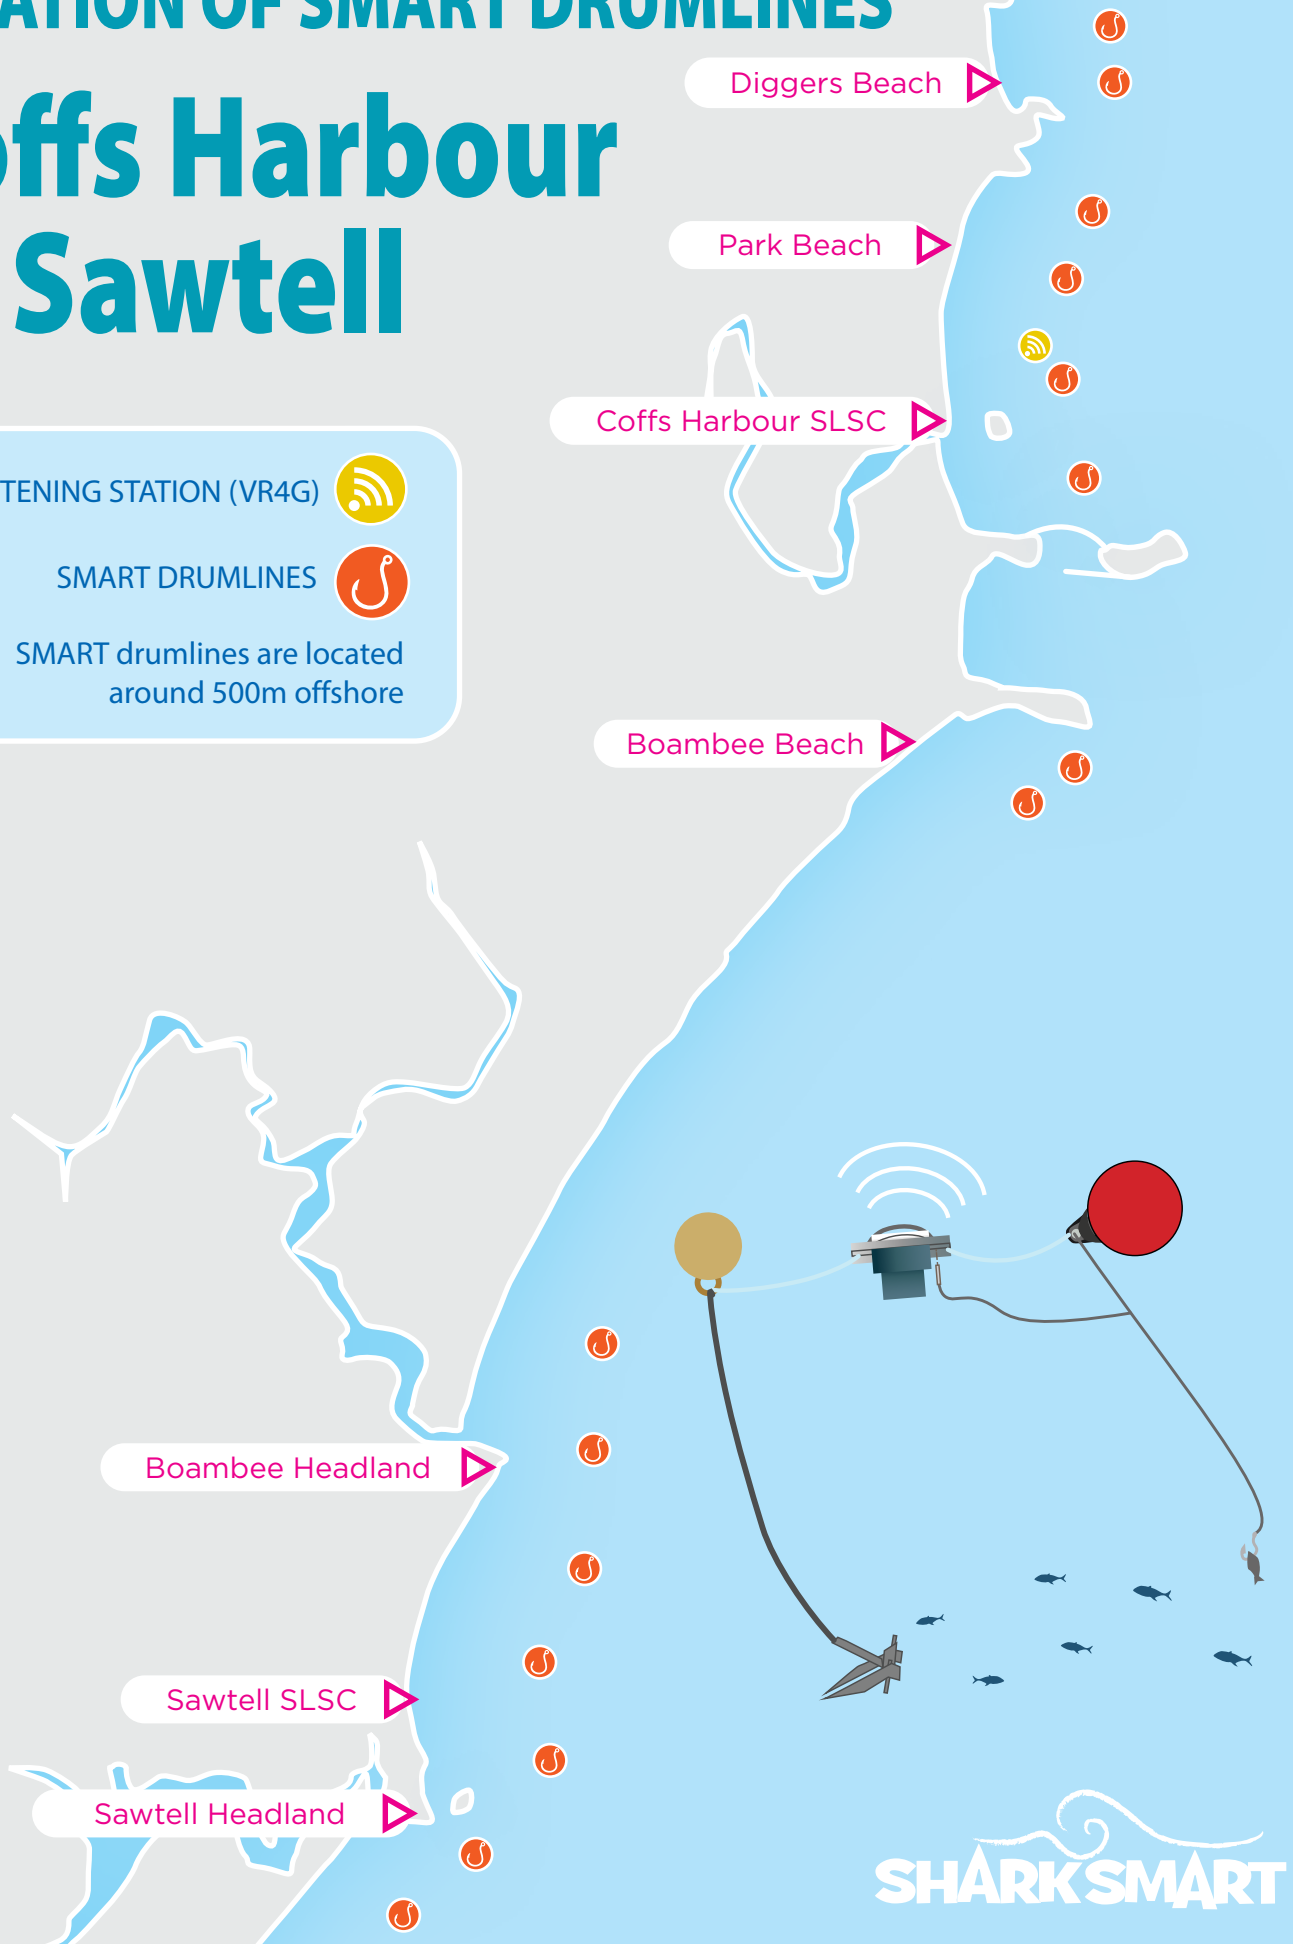 ATION OF SMART DRUMLINES
offs Harbour
Sawtell
Diggers Beach
Park Beach
Coffs Harbour SLSC
TENING STATION (VR4G)
SMART DRUMLINES
SMART drumlines are located
around 500m offshore
Boambee Beach
Boambee Headland
Sawtell SLSC
Sawtell Headland
SHARKSMART